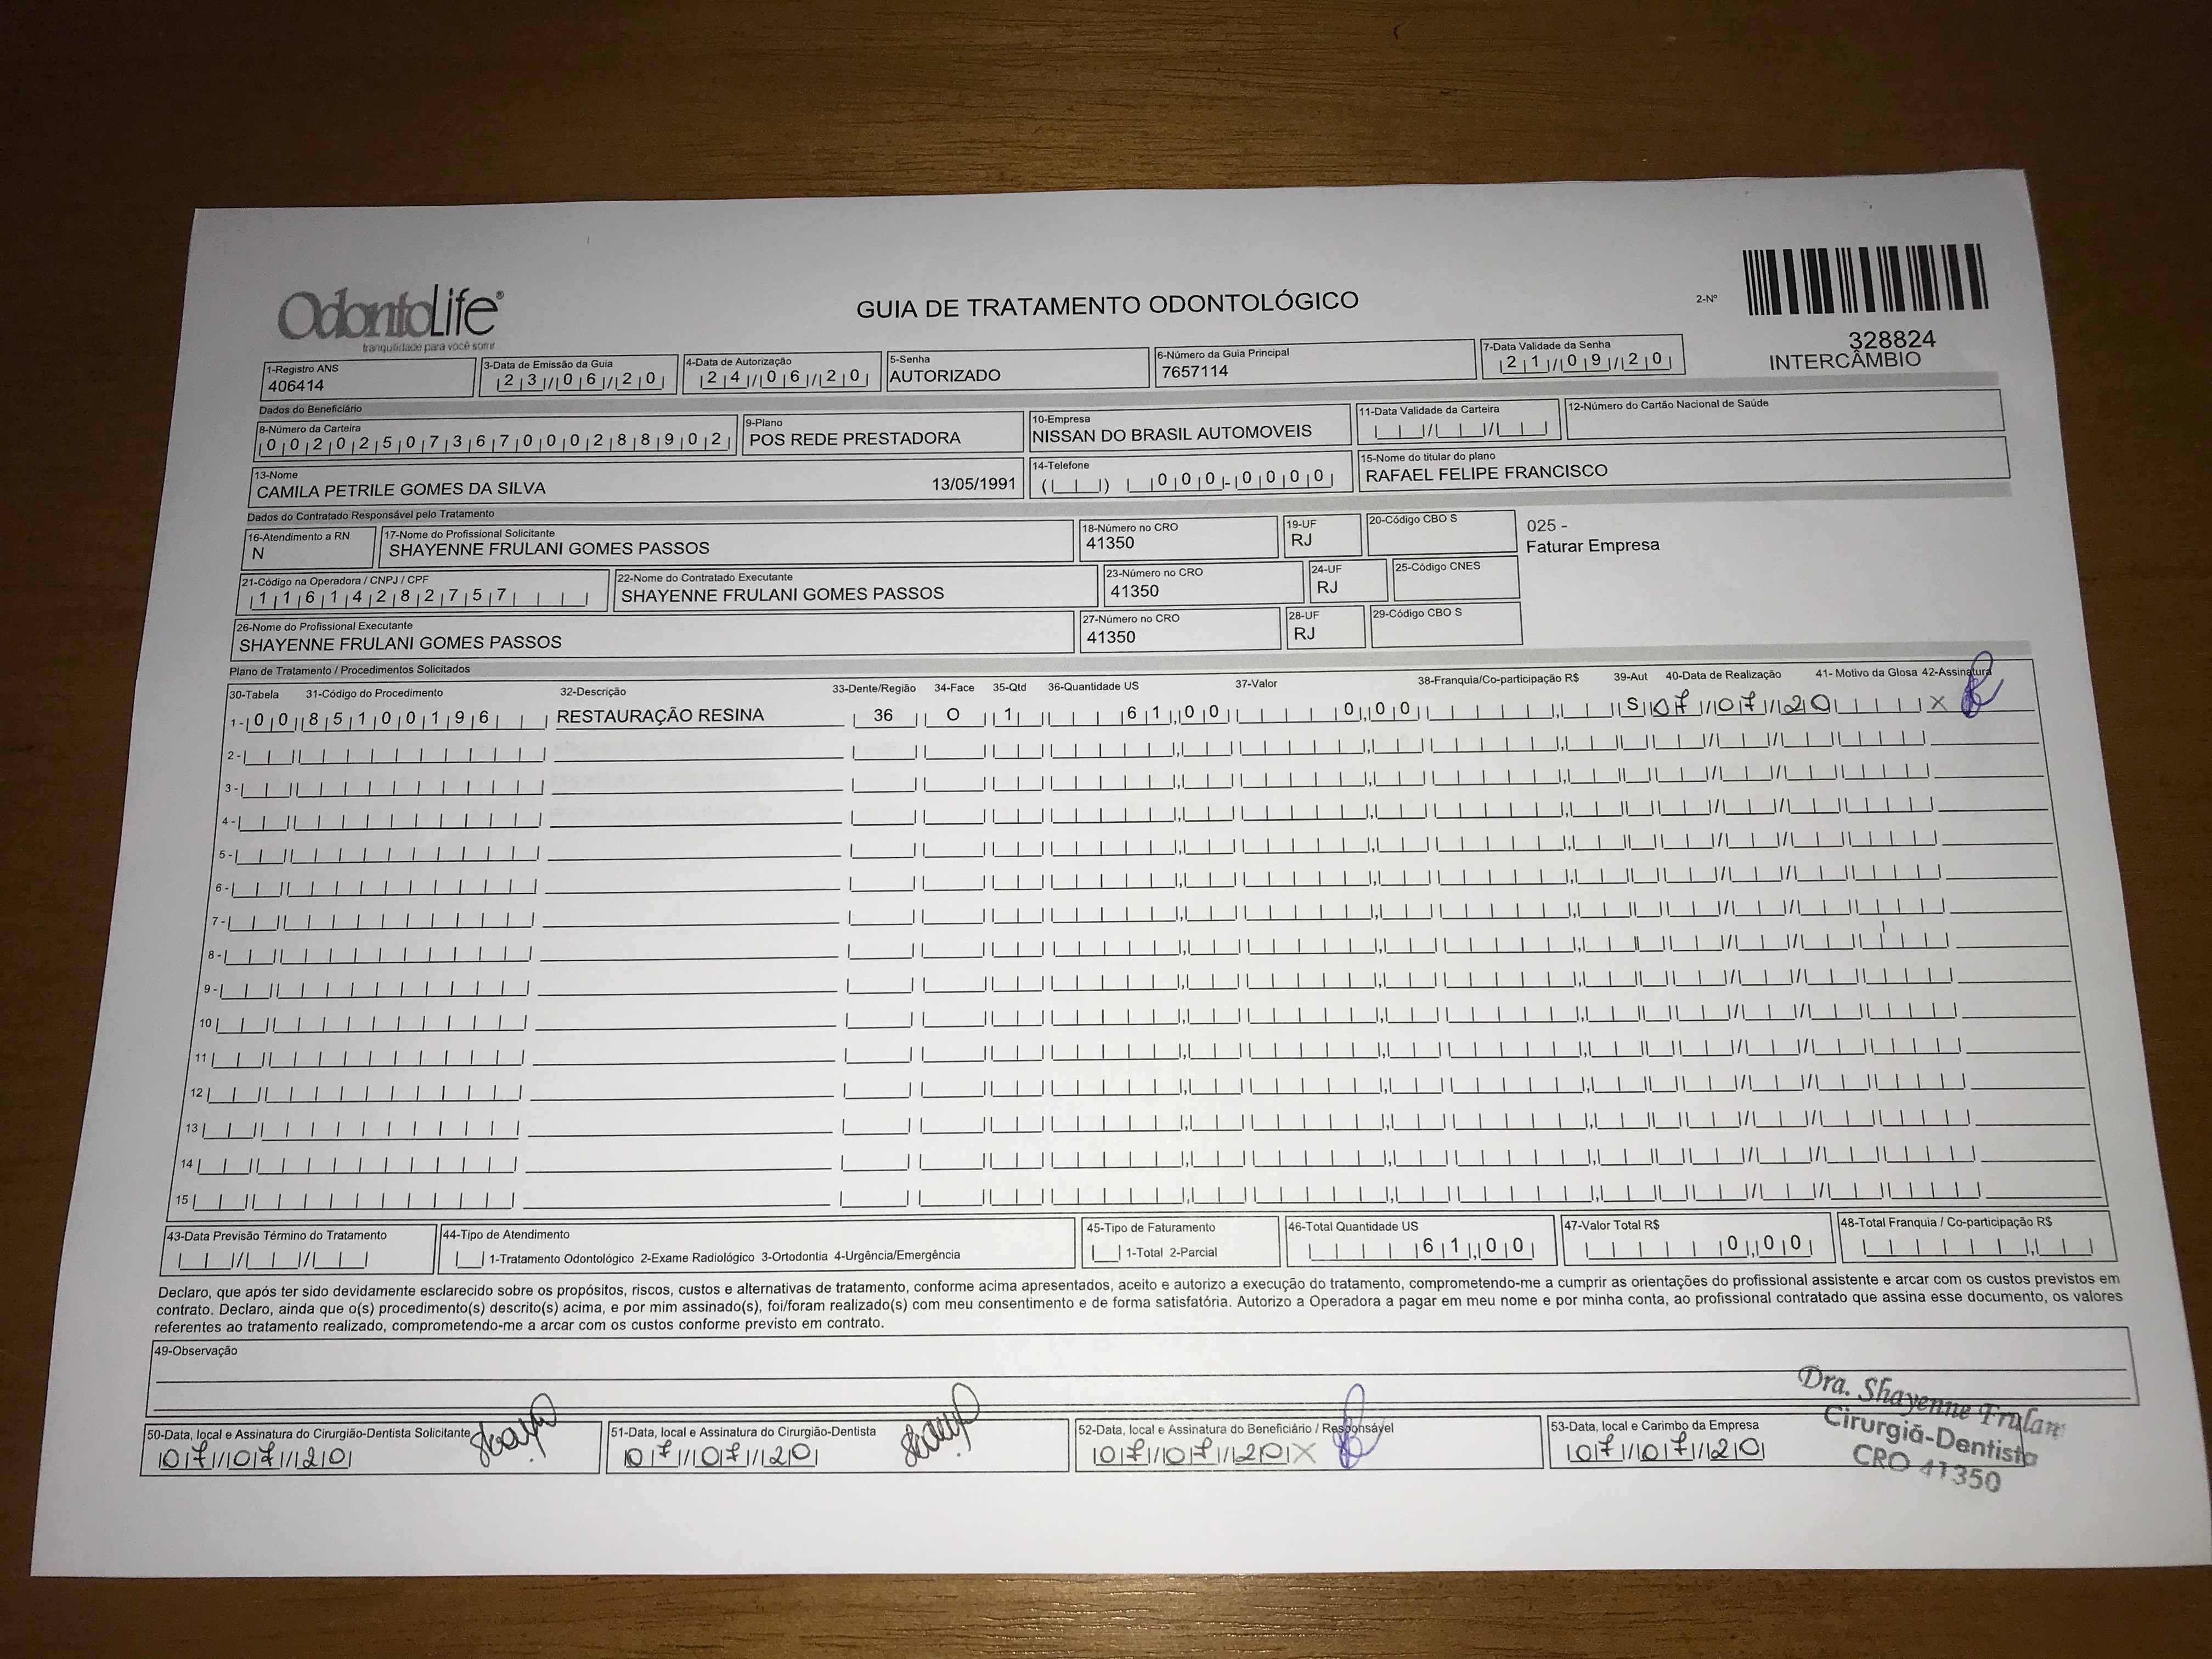 OdontoLife®
tranquilidade para você sorrir
GUIA DE TRATAMENTO ODONTOLÓGICO
2-Nº
328824
INTERCÂMBIO
1-Registro ANS
406414
3-Data de Emissão da Guia
23/06/20
4-Data de Autorização
24/06/20
5-Senha
AUTORIZADO
6-Número da Guia Principal
7657114
7-Data Validade da Senha
21/09/20
Dados do Beneficiário
8-Número da Carteira
00202507367000288902
9-Plano
POS REDE PRESTADORA
10-Empresa
NISSAN DO BRASIL AUTOMOVEIS
11-Data Validade da Carteira
12-Número do Cartão Nacional de Saúde
13-Nome
CAMILA PETRILE GOMES DA SILVA 13/05/1991
14-Telefone
( ) 000-0000
15-Nome do titular do plano
RAFAEL FELIPE FRANCISCO
Dados do Contratado Responsável pelo Tratamento
16-Atendimento a RN
N
17-Nome do Profissional Solicitante
SHAYENNE FRULANI GOMES PASSOS
18-Número no CRO
41350
19-UF
RJ
20-Código CBO S
025 -
Faturar Empresa
21-Código na Operadora / CNPJ / CPF
11614282757
22-Nome do Contratado Executante
SHAYENNE FRULANI GOMES PASSOS
23-Número no CRO
41350
24-UF
RJ
25-Código CNES
26-Nome do Profissional Executante
SHAYENNE FRULANI GOMES PASSOS
27-Número no CRO
41350
28-UF
RJ
29-Código CBO S
Plano de Tratamento / Procedimentos Solicitados
30-Tabela 31-Código do Procedimento 32-Descrição 33-Dente/Região 34-Face 35-Qtd 36-Quantidade US 37-Valor 38-Franquia/Co-participação R$ 39-Aut 40-Data de Realização 41- Motivo da Glosa 42-Assinatura
1- 00 85100196 RESTAURAÇÃO RESINA 36 O 1 61,00 0,00 S 07/07/20 X
2-
3-
4-
5-
6-
7-
8-
9-
10
11
12
13
14
15
43-Data Previsão Término do Tratamento
44-Tipo de Atendimento
1-Tratamento Odontológico 2-Exame Radiológico 3-Ortodontia 4-Urgência/Emergência
45-Tipo de Faturamento
1-Total 2-Parcial
46-Total Quantidade US
61,00
47-Valor Total R$
0,00
48-Total Franquia / Co-participação R$
Declaro, que após ter sido devidamente esclarecido sobre os propósitos, riscos, custos e alternativas de tratamento, conforme acima apresentados, aceito e autorizo a execução do tratamento, comprometendo-me a cumprir as orientações do profissional assistente e arcar com os custos previstos em
contrato. Declaro, ainda que o(s) procedimento(s) descrito(s) acima, e por mim assinado(s), foi/foram realizado(s) com meu consentimento e de forma satisfatória. Autorizo a Operadora a pagar em meu nome e por minha conta, ao profissional contratado que assina esse documento, os valores
referentes ao tratamento realizado, comprometendo-me a arcar com os custos conforme previsto em contrato.
49-Observação
50-Data, local e Assinatura do Cirurgião-Dentista Solicitante
07/07/20
51-Data, local e Assinatura do Cirurgião-Dentista
07/07/20
52-Data, local e Assinatura do Beneficiário / Responsável
07/07/20 X
53-Data, local e Carimbo da Empresa
07/07/20
Dra. Shayenne Frulani
Cirurgiã-Dentista
CRO 41350